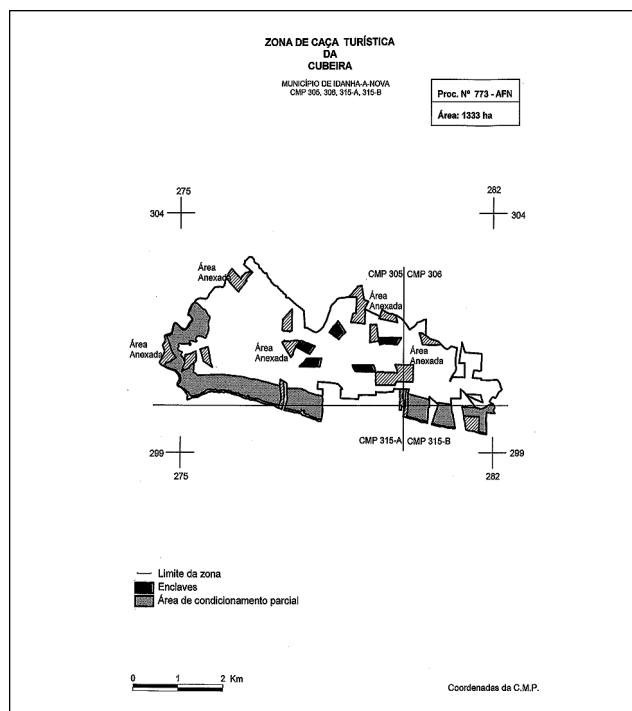 ZONA DE CAÇA TURÍSTICA
DA
CUBEIRA
MUNICÍPIO DE IDANHA-A-NOVA
CMP 305, 306, 315-A, 315-B
Proc. Nº 773 - AFN
Área: 1333 ha
275
282
304
304
Área
Anexada
CMP 305
CMP 306
Área
Anexada
Área
Anexada
Área
Anexada
Área
Anexada
CMP 315-A
CMP 315-B
299
299
275
282
Limite da zona
Enclaves
Área de condicionamento parcial
0 1 2 Km
Coordenadas da C.M.P.